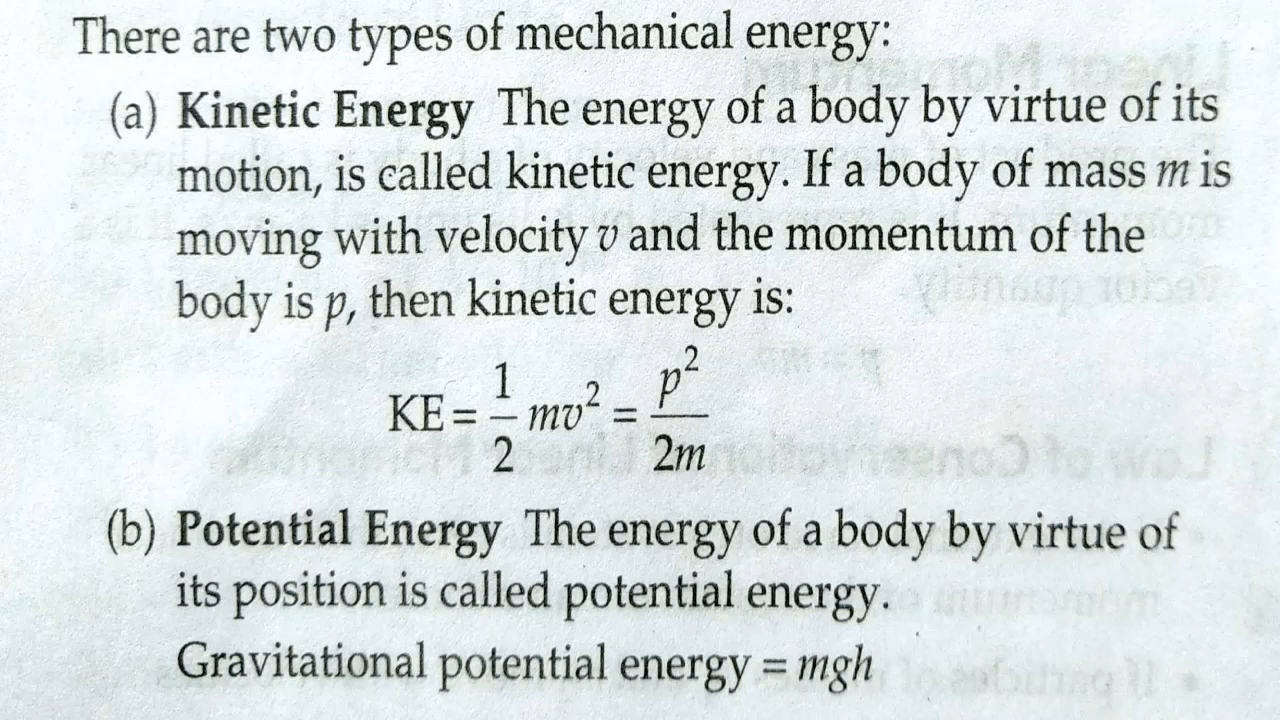 There are two types of mechanical energy:
(a) Kinetic Energy The energy of a body by virtue of its
motion, is called kinetic energy. If a body of mass m is
moving with velocity v and the momentum of the
body is p, then kinetic energy is:
KE = 1/2 mv² = p²/2m
(b) Potential Energy The energy of a body by virtue of
its position is called potential energy.
Gravitational potential energy = mgh